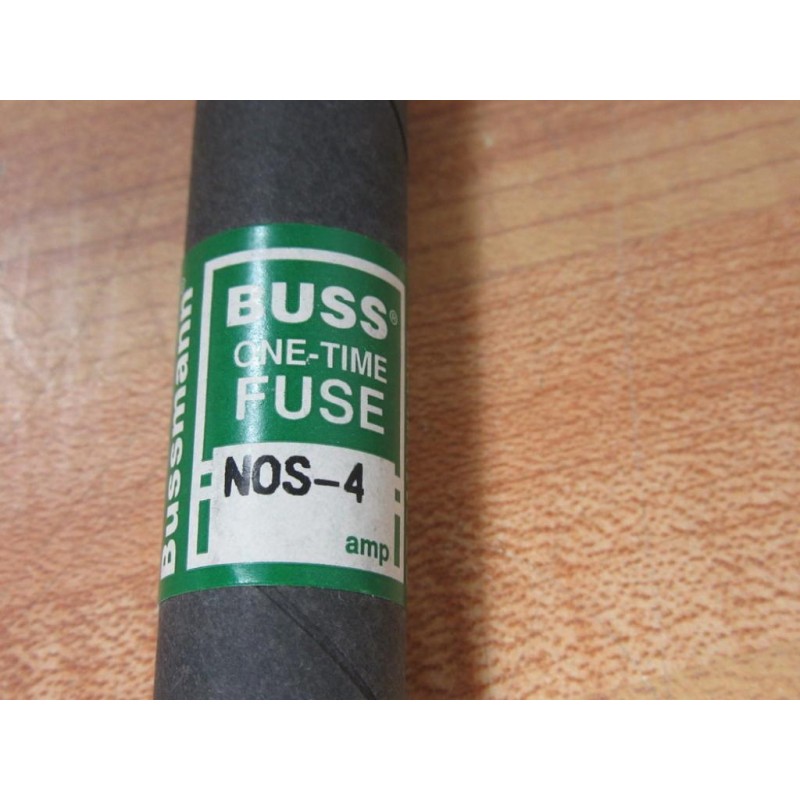 Bussmann
BUSS®
ONE-TIME
FUSE
NOS-4
amp